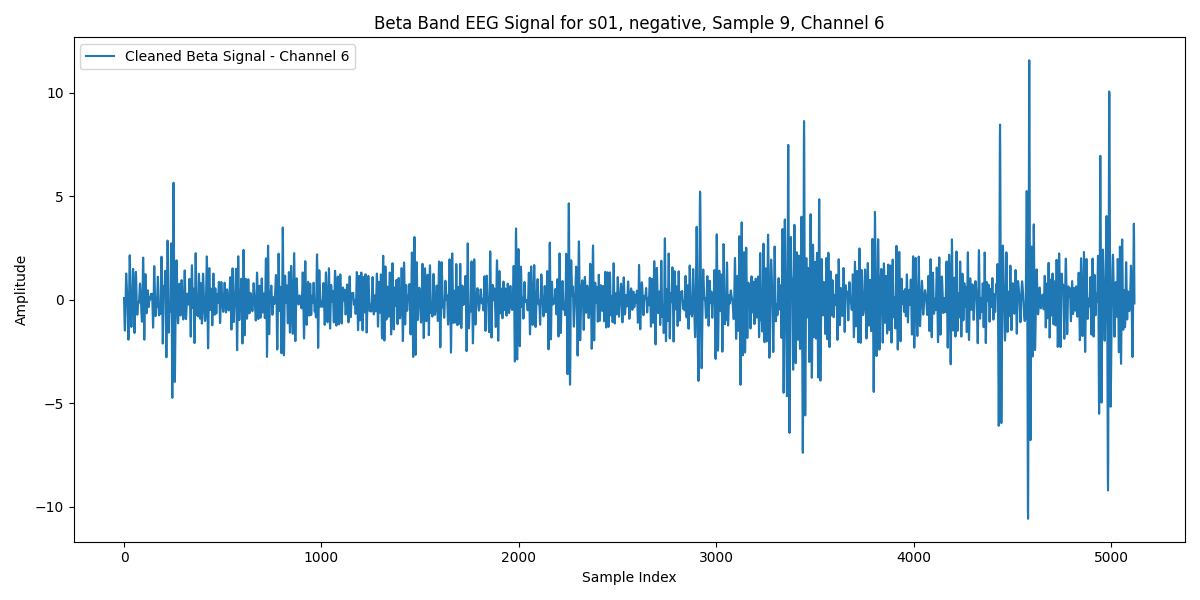 Beta Band EEG Signal for s01, negative, Sample 9, Channel 6
Cleaned Beta Signal - Channel 6
Amplitude
10
5
0
−5
−10
0 1000 2000 3000 4000 5000
Sample Index